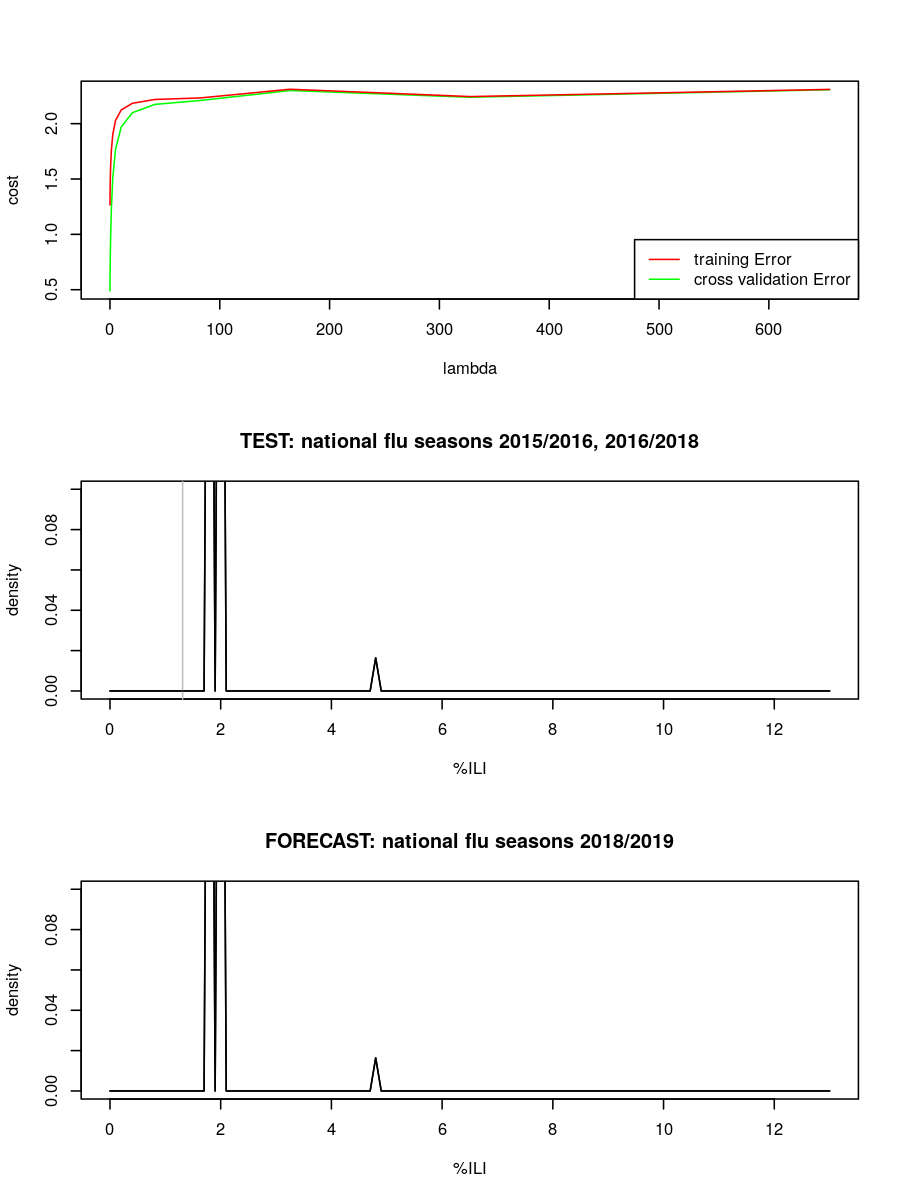 2.0
1.5
1.0
0.5
cost
training Error
cross validation Error
0 100 200 300 400 500 600
lambda
TEST: national flu seasons 2015/2016, 2016/2018
0.08
0.04
0.00
density
0 2 4 6 8 10 12
%ILI
FORECAST: national flu seasons 2018/2019
0.08
0.04
0.00
density
0 2 4 6 8 10 12
%ILI